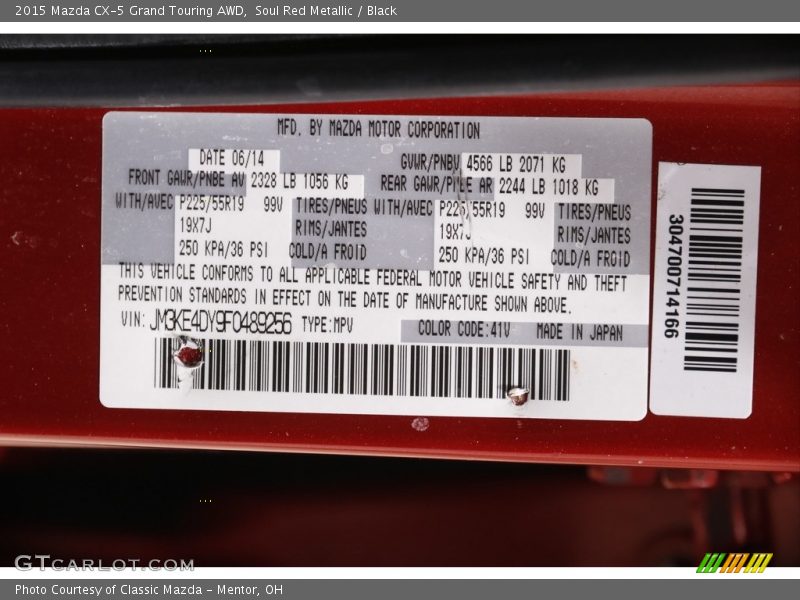 2015 Mazda CX-5 Grand Touring AWD, Soul Red Metallic / Black
MFD. BY MAZDA MOTOR CORPORATION
DATE 06/14 GVWR/PNBV 4566 LB 2071 KG
FRONT GAWR/PNBE AV 2328 LB 1056 KG REAR GAWR/PNBE AR 2244 LB 1018 KG
WITH/AVEC P225/55R19 99V TIRES/PNEUS WITH/AVEC P225/55R19 99V TIRES/PNEUS
19X7J RIMS/JANTES 19X7J RIMS/JANTES
250 KPA/36 PSI COLD/A FROID 250 KPA/36 PSI COLD/A FROID
THIS VEHICLE CONFORMS TO ALL APPLICABLE FEDERAL MOTOR VEHICLE SAFETY AND THEFT
PREVENTION STANDARDS IN EFFECT ON THE DATE OF MANUFACTURE SHOWN ABOVE.
VIN: JM3KE4DY9F0489256 TYPE:MPV COLOR CODE:41V MADE IN JAPAN
304700714166
GTCARLOT.COM
Photo Courtesy of Classic Mazda - Mentor, OH